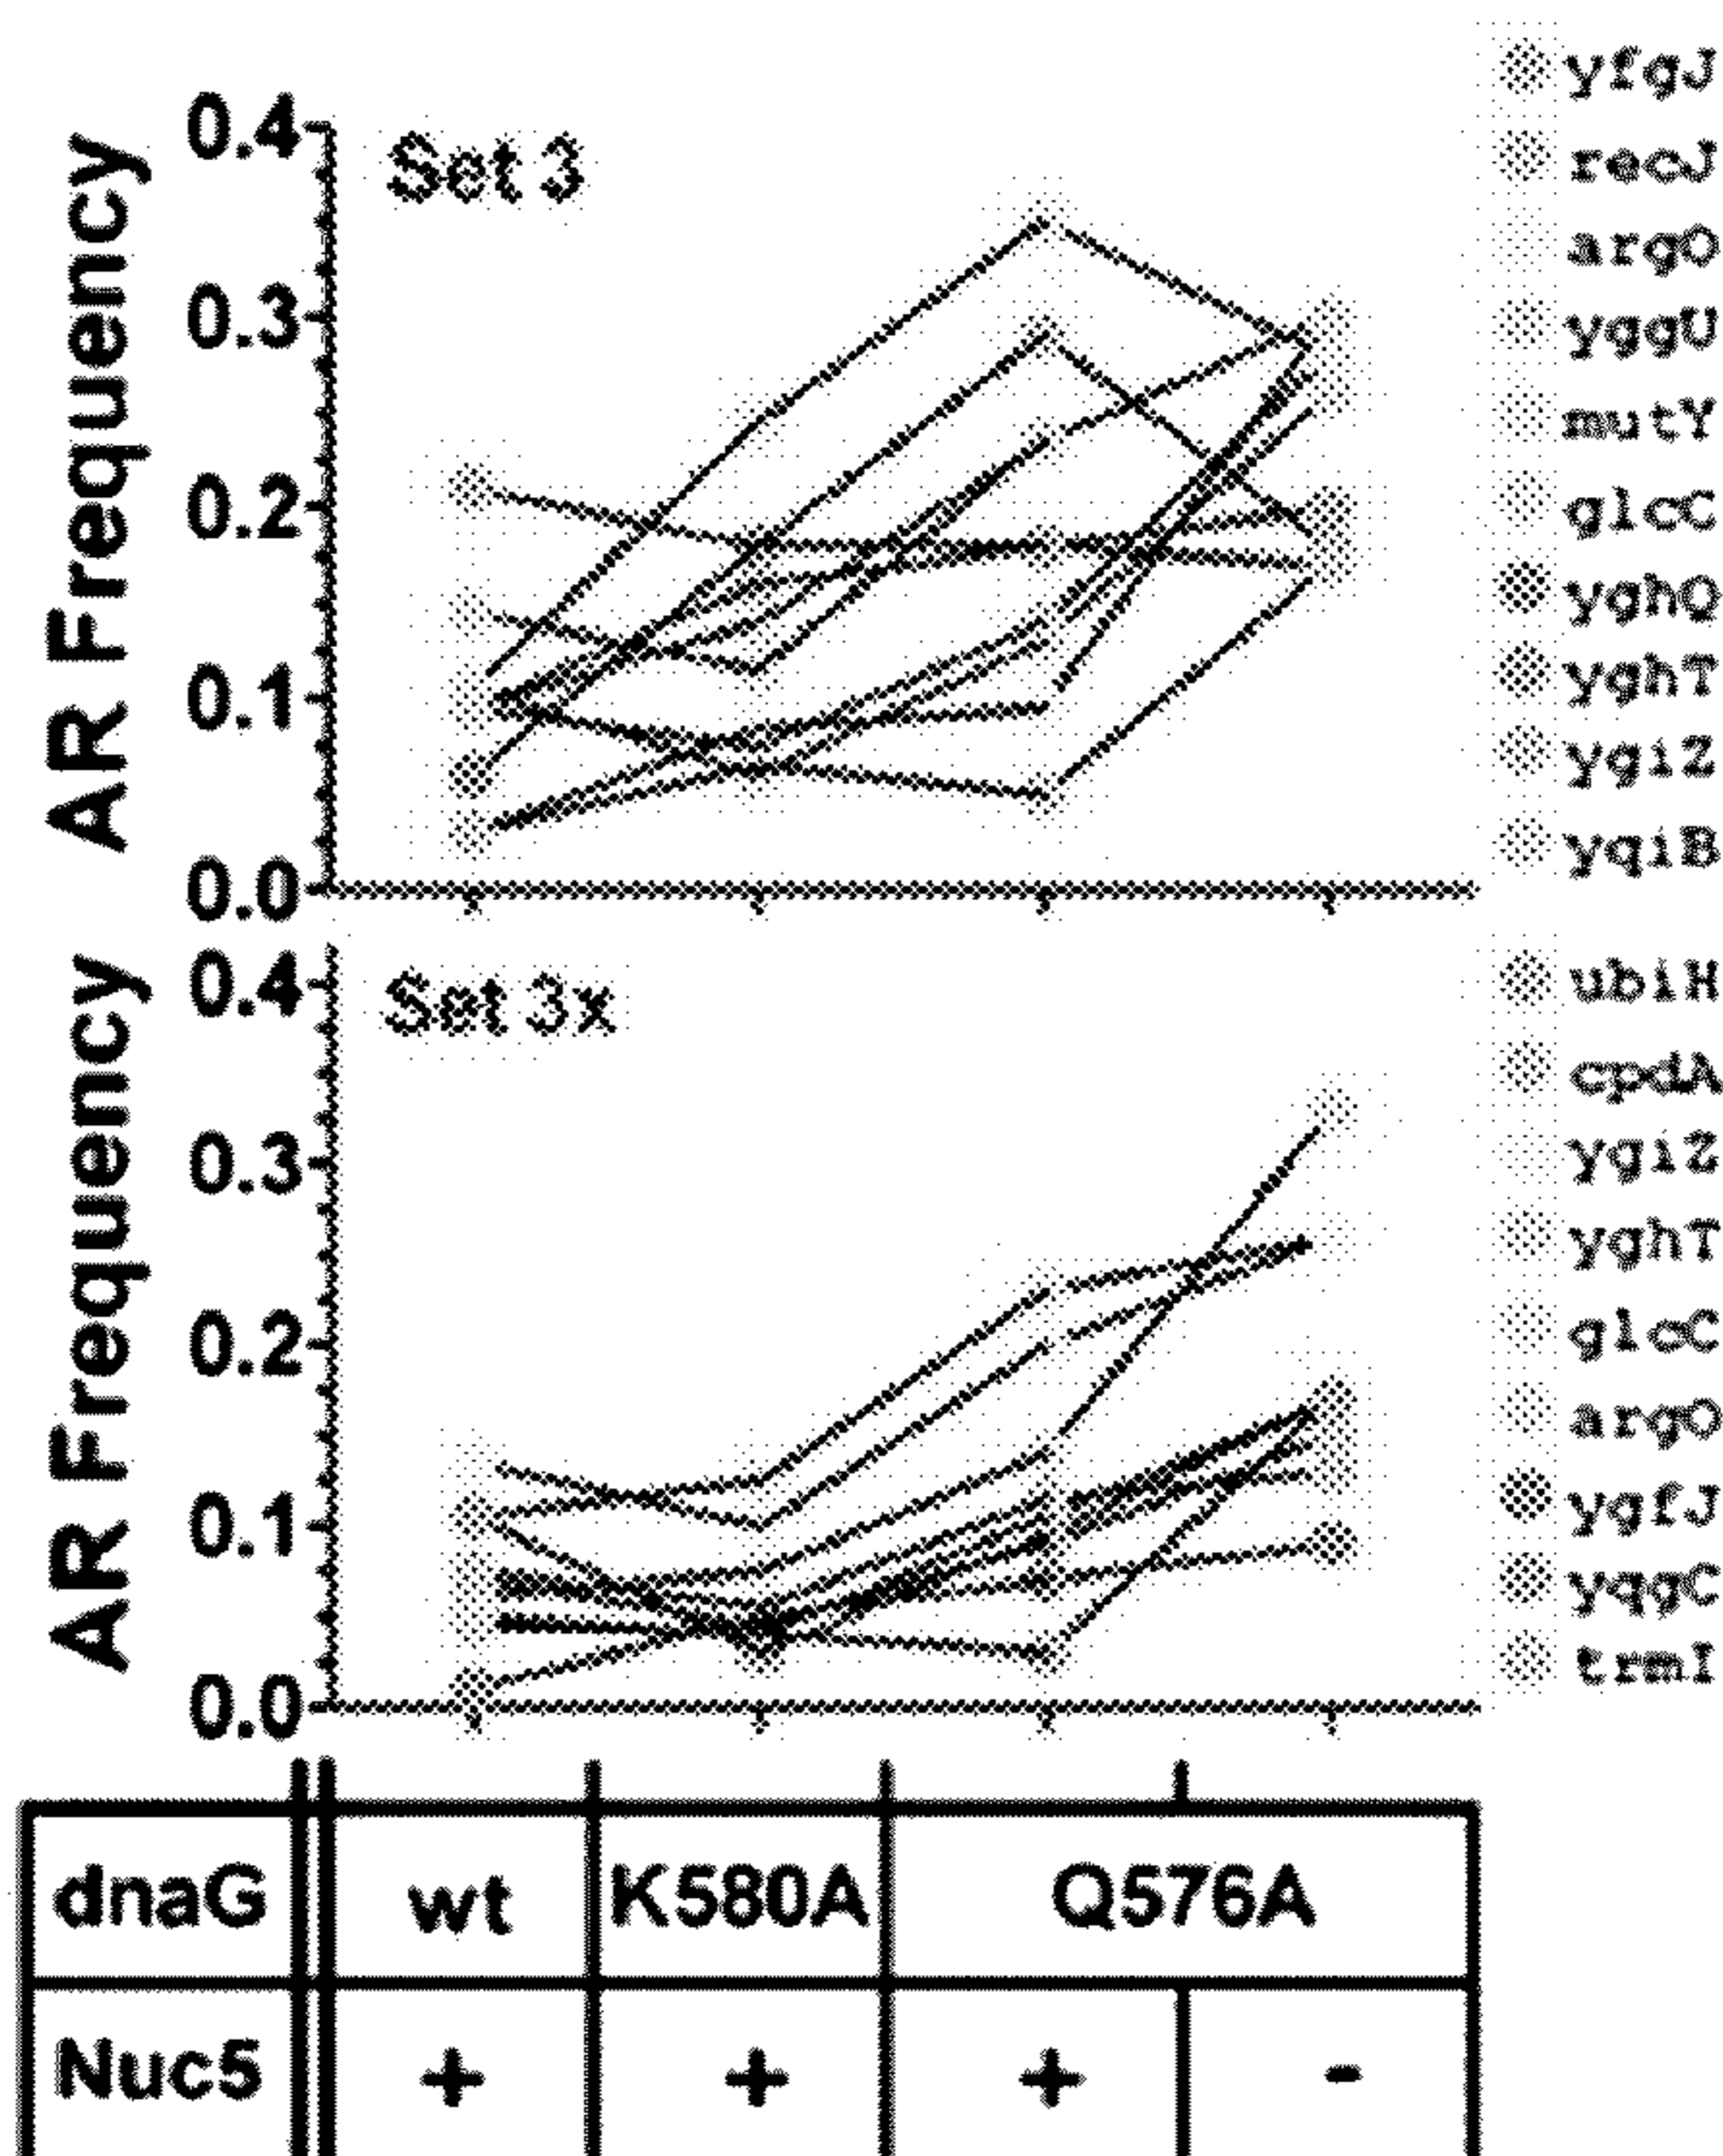 AR Frequency
0.4
0.3
0.2
0.1
0.0
Set 3
yfgJ
recJ
argO
yggU
mutY
glcC
yghQ
yghT
ygiZ
yqiB
AR Frequency
0.4
0.3
0.2
0.1
0.0
Set 3x
ubiH
cpdA
ygiZ
yghT
glcC
argO
ygfJ
yqgC
trmI
dnaG wt K580A Q576A
Nuc5 + + + -